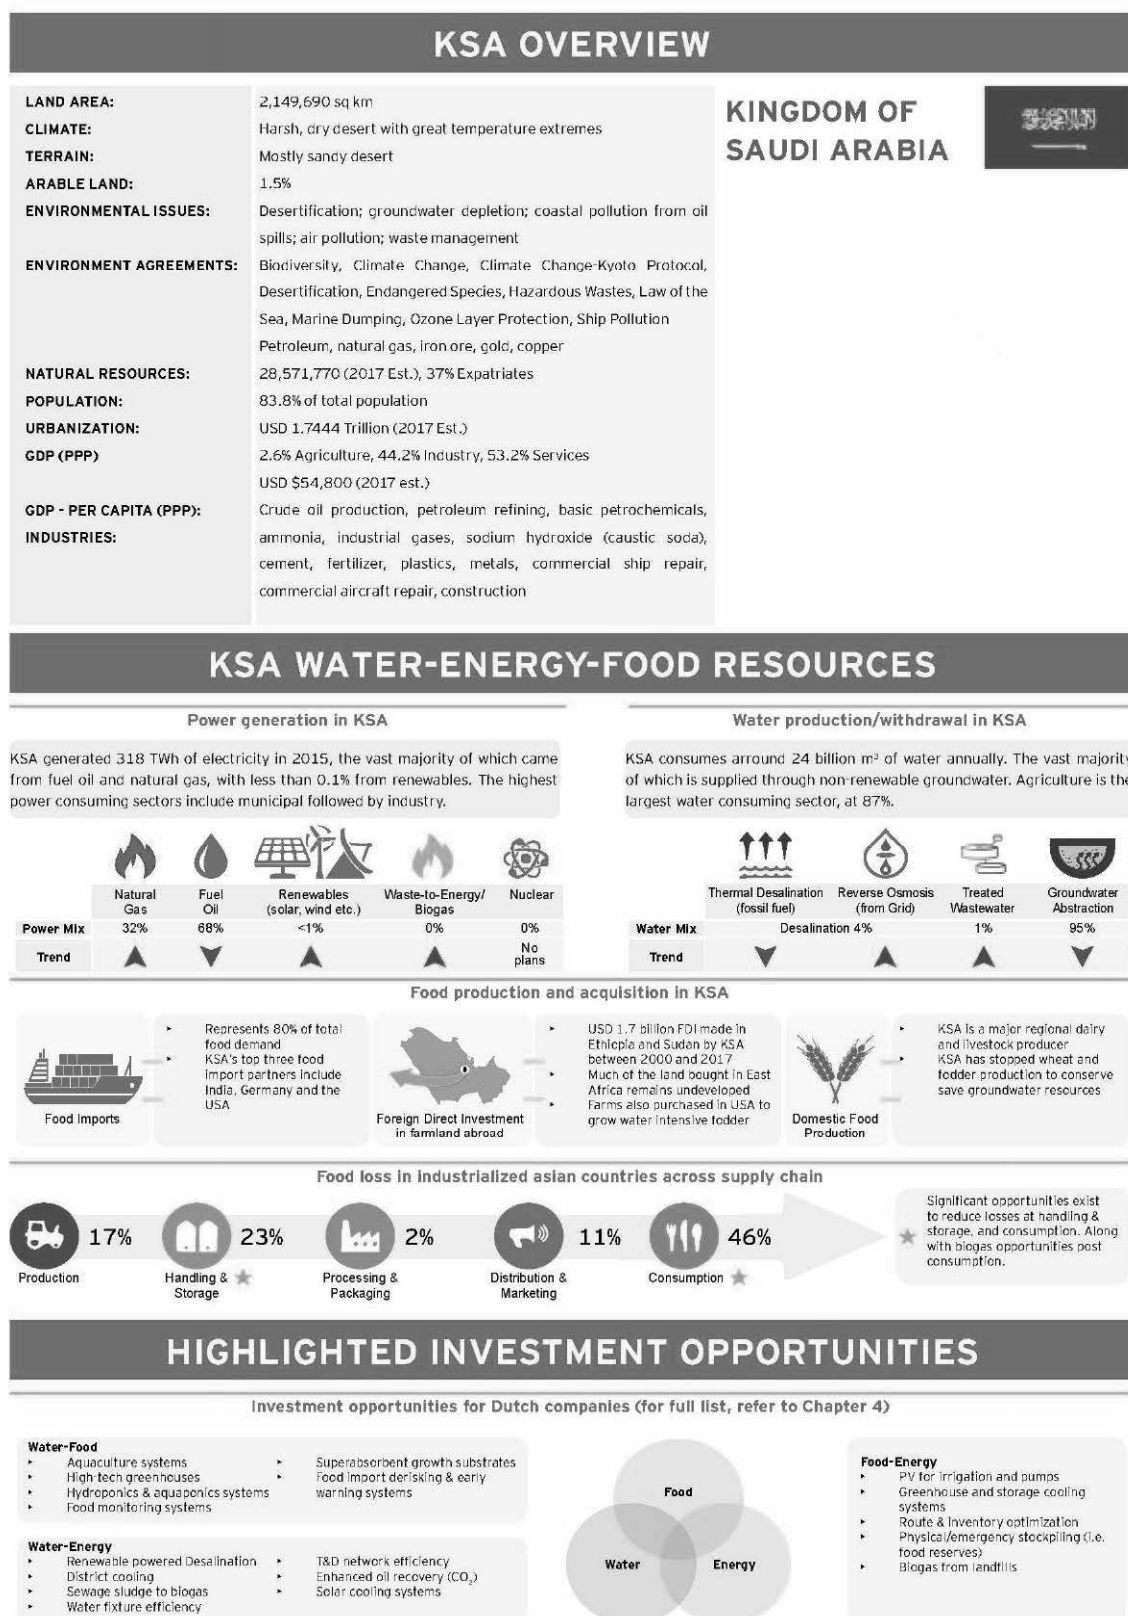 KSA OVERVIEW
LAND AREA: 2,149,690 sq km
CLIMATE: Harsh, dry desert with great temperature extremes
TERRAIN: Mostly sandy desert
ARABLE LAND: 1.5%
ENVIRONMENTAL ISSUES: Desertification; groundwater depletion; coastal pollution from oil
spills; air pollution; waste management
ENVIRONMENT AGREEMENTS: Biodiversity, Climate Change, Climate Change-Kyoto Protocol,
Desertification, Endangered Species, Hazardous Wastes, Law of the
Sea, Marine Dumping, Ozone Layer Protection, Ship Pollution
Petroleum, natural gas, iron ore, gold, copper
NATURAL RESOURCES: 28,571,770 (2017 Est.), 37% Expatriates
POPULATION: 83.8% of total population
URBANIZATION: USD 1.7444 Trillion (2017 Est.)
GDP (PPP) 2.6% Agriculture, 44.2% Industry, 53.2% Services
USD $54,800 (2017 est.)
GDP - PER CAPITA (PPP): Crude oil production, petroleum refining, basic petrochemicals,
INDUSTRIES: ammonia, industrial gases, sodium hydroxide (caustic soda),
cement, fertilizer, plastics, metals, commercial ship repair,
commercial aircraft repair, construction
KINGDOM OF
SAUDI ARABIA
KSA WATER-ENERGY-FOOD RESOURCES
Power generation in KSA
KSA generated 318 TWh of electricity in 2015, the vast majority of which came
from fuel oil and natural gas, with less than 0.1% from renewables. The highest
power consuming sectors include municipal followed by industry.
Natural Fuel Renewables Waste-to-Energy/ Nuclear
Gas Oil (solar, wind etc.) Biogas
Power Mix 32% 68% <1% 0% 0%
Trend No
plans
Water production/withdrawal in KSA
KSA consumes arround 24 billion m³ of water annually. The vast majority
of which is supplied through non-renewable groundwater. Agriculture is the
largest water consuming sector, at 87%.
Thermal Desalination Reverse Osmosis Treated Groundwater
(fossil fuel) (from Grid) Wastewater Abstraction
Water Mix Desalination 4% 1% 95%
Trend
Food production and acquisition in KSA
Food Imports
Represents 80% of total
food demand
KSA's top three food
import partners include
India, Germany and the
USA
Foreign Direct Investment
in farmland abroad
USD 1.7 billion FDI made in
Ethiopia and Sudan by KSA
between 2000 and 2017
Much of the land bought in East
Africa remains undeveloped
Farms also purchased in USA to
grow water intensive fodder
Domestic Food
Production
KSA is a major regional dairy
and livestock producer
KSA has stopped wheat and
fodder production to conserve
save groundwater resources
Food loss in industrialized asian countries across supply chain
17% 23% 2% 11% 46%
Production Handling & Processing & Distribution & Consumption
Storage Packaging Marketing
Significant opportunities exist
to reduce losses at handling &
storage, and consumption. Along
with biogas opportunities post
consumption.
HIGHLIGHTED INVESTMENT OPPORTUNITIES
Investment opportunities for Dutch companies (for full list, refer to Chapter 4)
Water-Food
Aquaculture systems
High-tech greenhouses
Hydroponics & aquaponics systems
Food monitoring systems
Superabsorbent growth substrates
Food import derisking & early
warning systems
Water-Energy
Renewable powered Desalination
District cooling
Sewage sludge to biogas
Water fixture efficiency
T&D network efficiency
Enhanced oil recovery (CO₂)
Solar cooling systems
Food
Water Energy
Food-Energy
PV for irrigation and pumps
Greenhouse and storage cooling
systems
Route & inventory optimization
Physical/emergency stockpiling (i.e.
food reserves)
Biogas from landfills